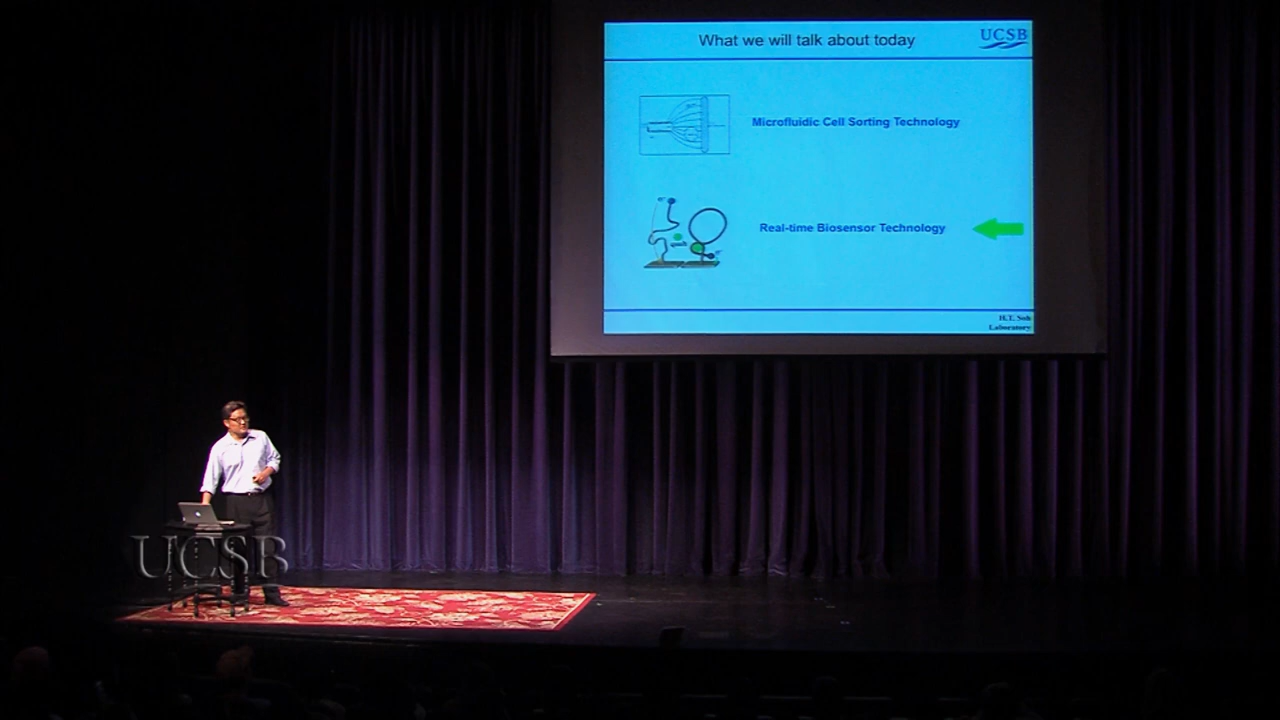 What we will talk about today
UCSB
Microfluidic Cell Sorting Technology
Real-time Biosensor Technology
H.T. Soh
Laboratory
UCSB